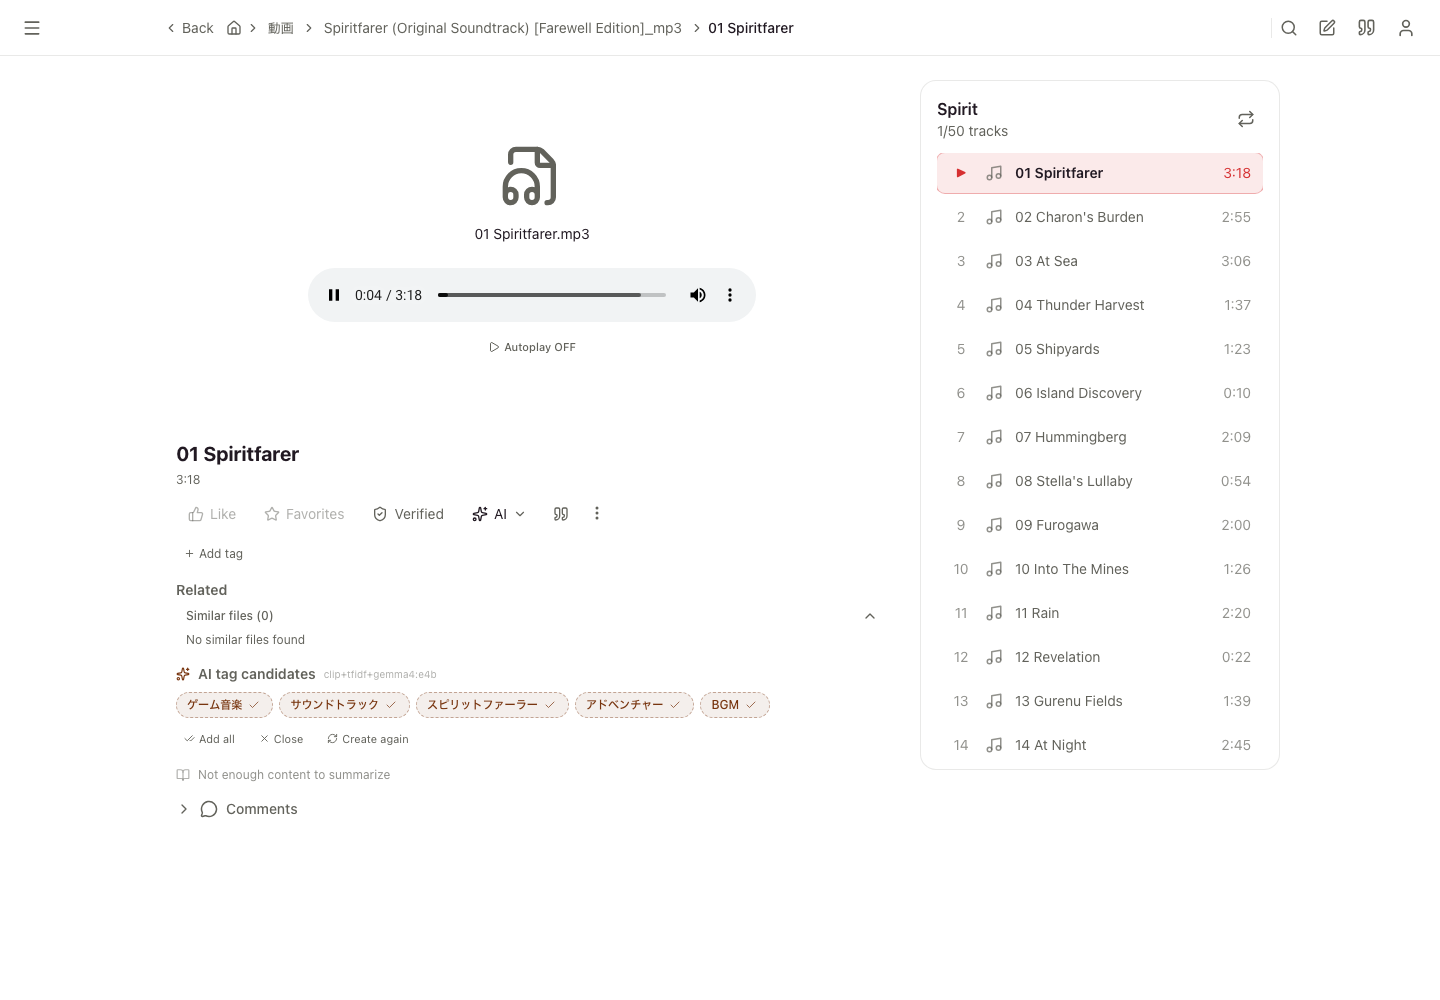 Back 動画 Spiritfarer (Original Soundtrack) [Farewell Edition]_mp3 01 Spiritfarer
01 Spiritfarer.mp3
0:04 / 3:18
Autoplay OFF
01 Spiritfarer
3:18
Like Favorites Verified AI
Add tag
Related
Similar files (0)
No similar files found
AI tag candidates clip+tfidf+gemma4:e4b
ゲーム音楽 サウンドトラック スピリットファーラー アドベンチャー BGM
Add all Close Create again
Not enough content to summarize
Comments
Spirit
1/50 tracks
01 Spiritfarer 3:18
2 02 Charon's Burden 2:55
3 03 At Sea 3:06
4 04 Thunder Harvest 1:37
5 05 Shipyards 1:23
6 06 Island Discovery 0:10
7 07 Hummingberg 2:09
8 08 Stella's Lullaby 0:54
9 09 Furogawa 2:00
10 10 Into The Mines 1:26
11 11 Rain 2:20
12 12 Revelation 0:22
13 13 Gurenu Fields 1:39
14 14 At Night 2:45